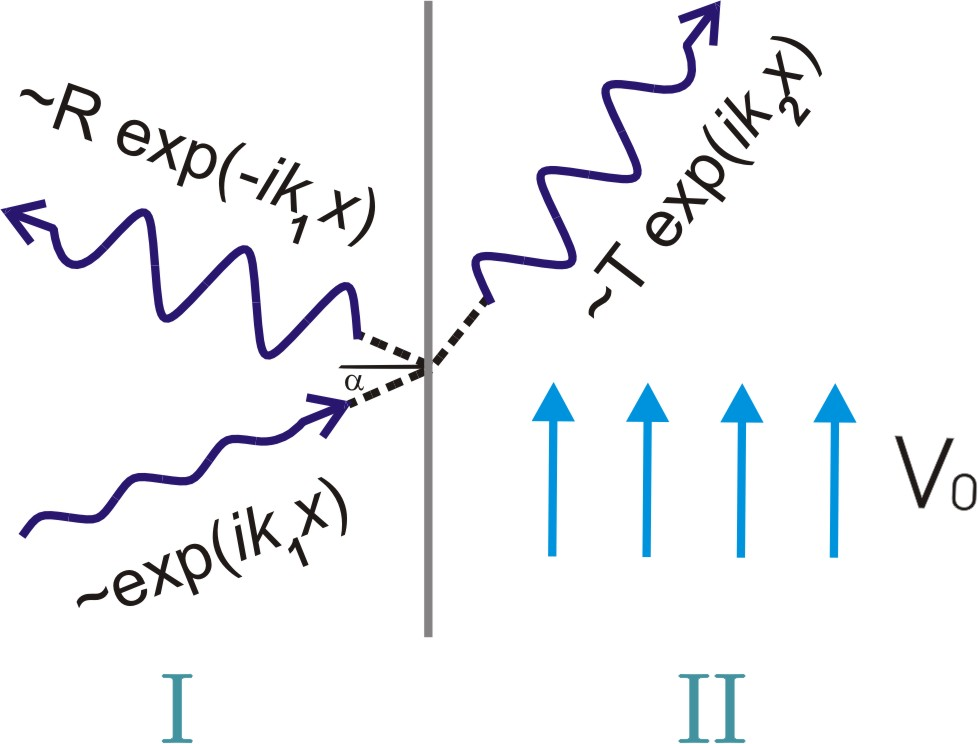 ~R exp(-ik₁x)
~T exp(ik₂x)
α
~exp(ik₁x)
V₀
I
II